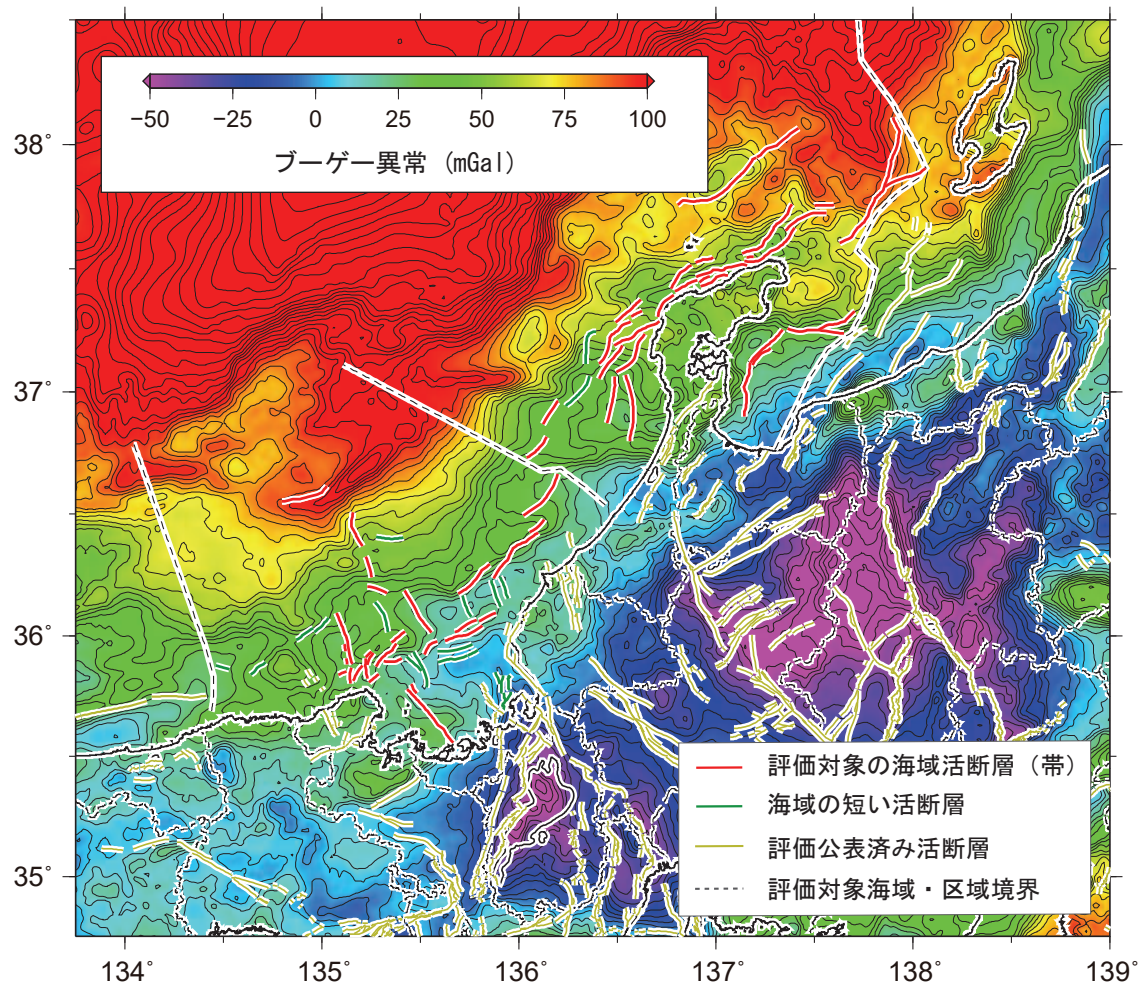 −50 −25 0 25 50 75 100
ブーゲー異常 (mGal)
38˚
37˚
36˚
35˚
評価対象の海域活断層（帯）
海域の短い活断層
評価公表済み活断層
評価対象海域・区域境界
134˚ 135˚ 136˚ 137˚ 138˚ 139˚